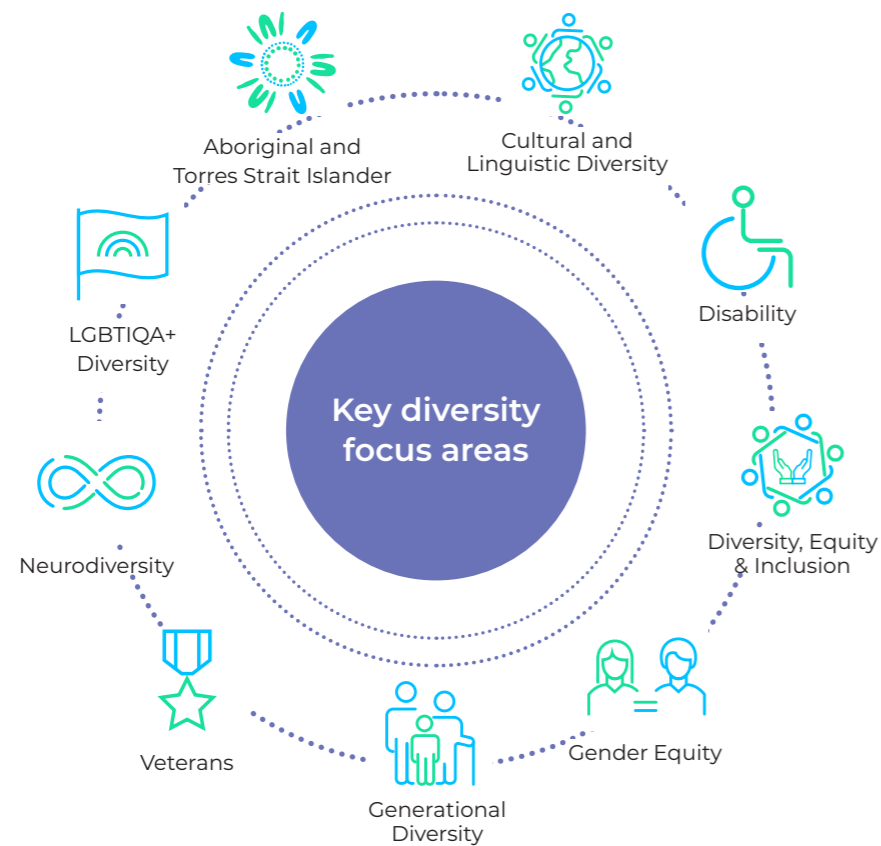 Aboriginal and
Torres Strait Islander
Cultural and
Linguistic Diversity
Disability
Diversity, Equity
& Inclusion
Gender Equity
Generational
Diversity
Veterans
Neurodiversity
LGBTIQA+
Diversity
Key diversity
focus areas